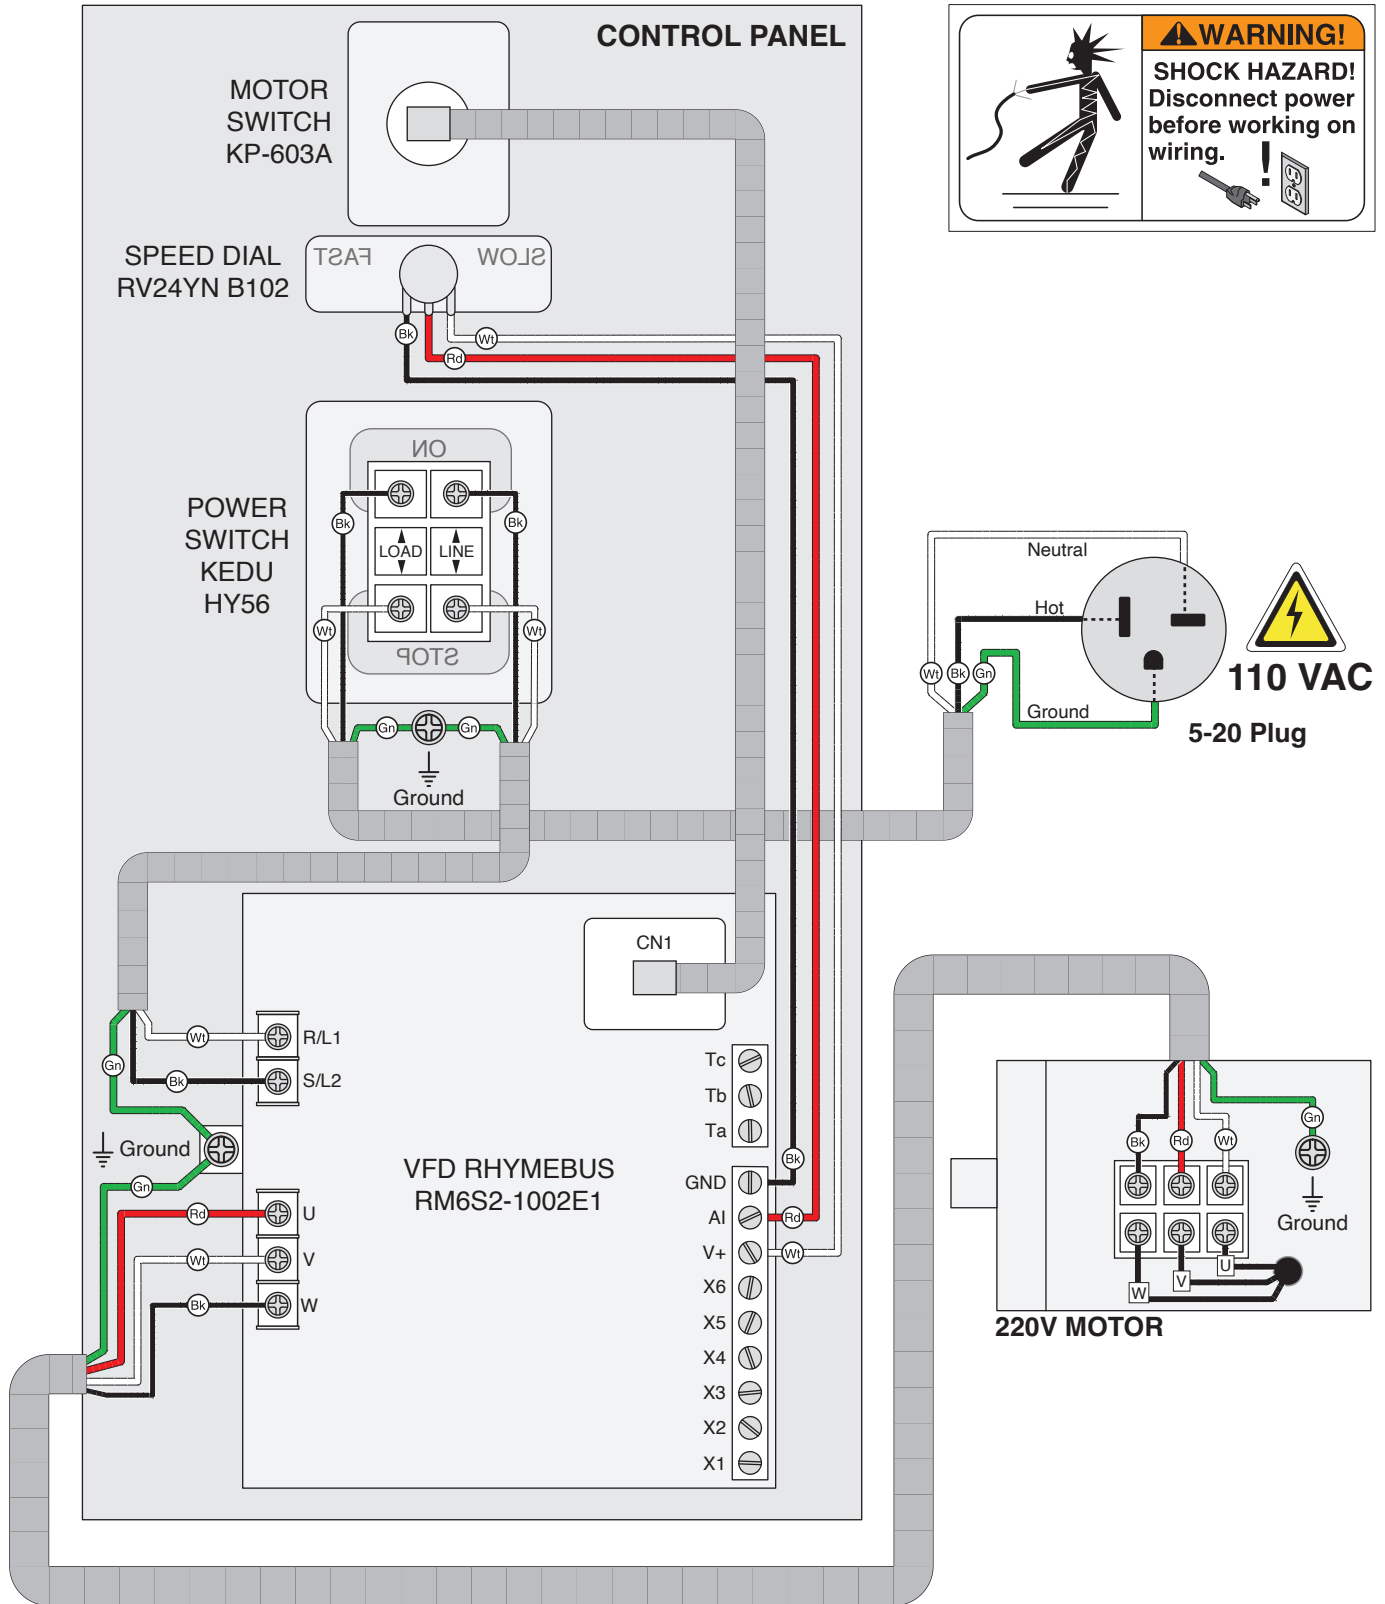 CONTROL PANEL
MOTOR
SWITCH
KP-603A
WARNING!
SHOCK HAZARD!
Disconnect power
before working on
wiring.
!
SPEED DIAL
RV24YN B102
FAST
SLOW
Bk
Wt
Rd
POWER
SWITCH
KEDU
HY56
ON
Bk
Bk
LOAD
LINE
Wt
Wt
STOP
Gn
Gn
Ground
Neutral
Hot
Wt
Bk
Gn
Ground
110 VAC
5-20 Plug
CN1
Wt
R/L1
Gn
Bk
S/L2
Ground
Gn
Rd
U
Wt
V
Bk
W
VFD RHYMEBUS
RM6S2-1002E1
Tc
Tb
Ta
Bk
GND
AI
Rd
V+
Wt
X6
X5
X4
X3
X2
X1
Bk
Rd
Wt
Gn
Ground
U
V
W
220V MOTOR